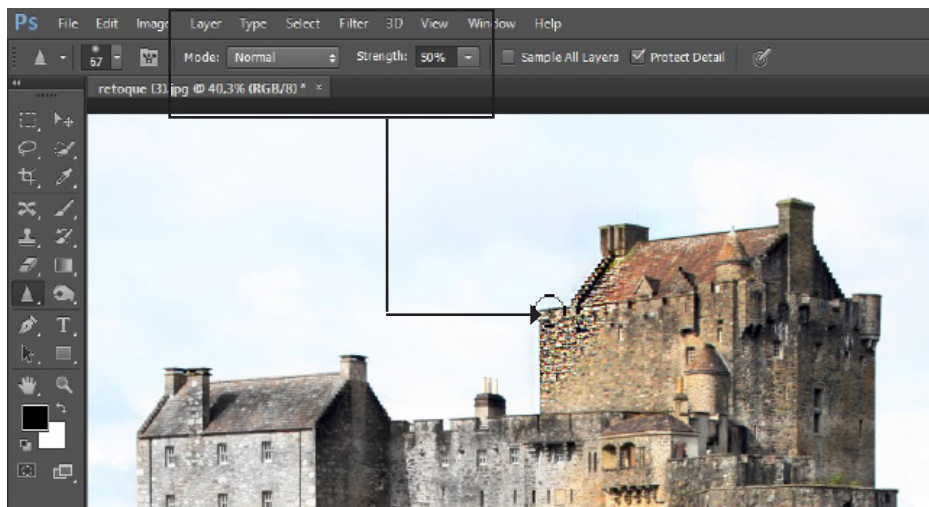 Ps File Edit Image Layer Type Select Filter 3D View Window Help
67 Mode: Normal Strength: 50% Sample All Layers Protect Detail
retoque (3).jpg @ 40,3% (RGB/8) * ×
T